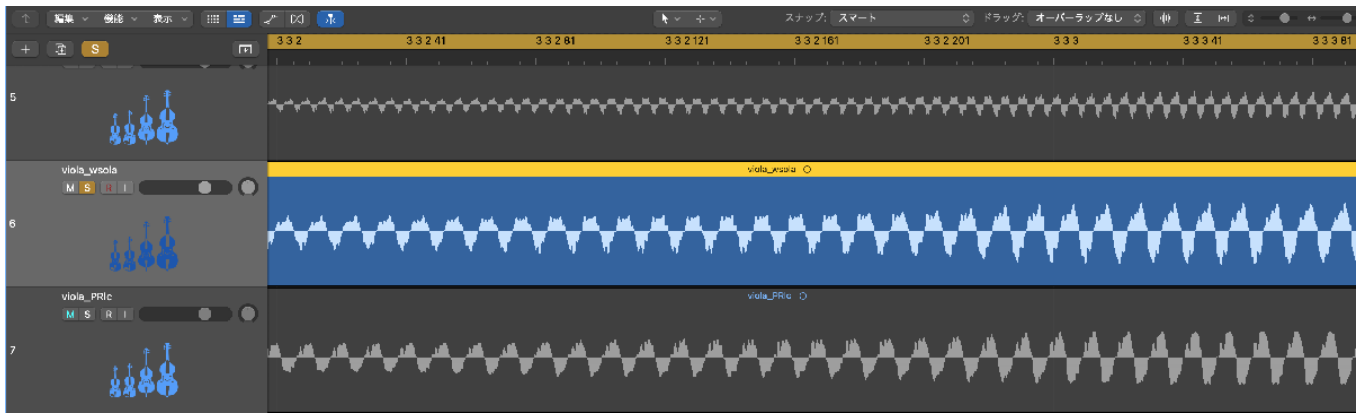 編集 機能 表示 スナップ: スマート ドラッグ: オーバーラップなし
S 3 3 2 3 3 2 41 3 3 2 81 3 3 2 121 3 3 2 161 3 3 2 201 3 3 3 3 3 3 41 3 3 3 81
5
viola_wsola viola_wsola
M S R I
6
viola_PRlc viola_PRlc
M S R I
7